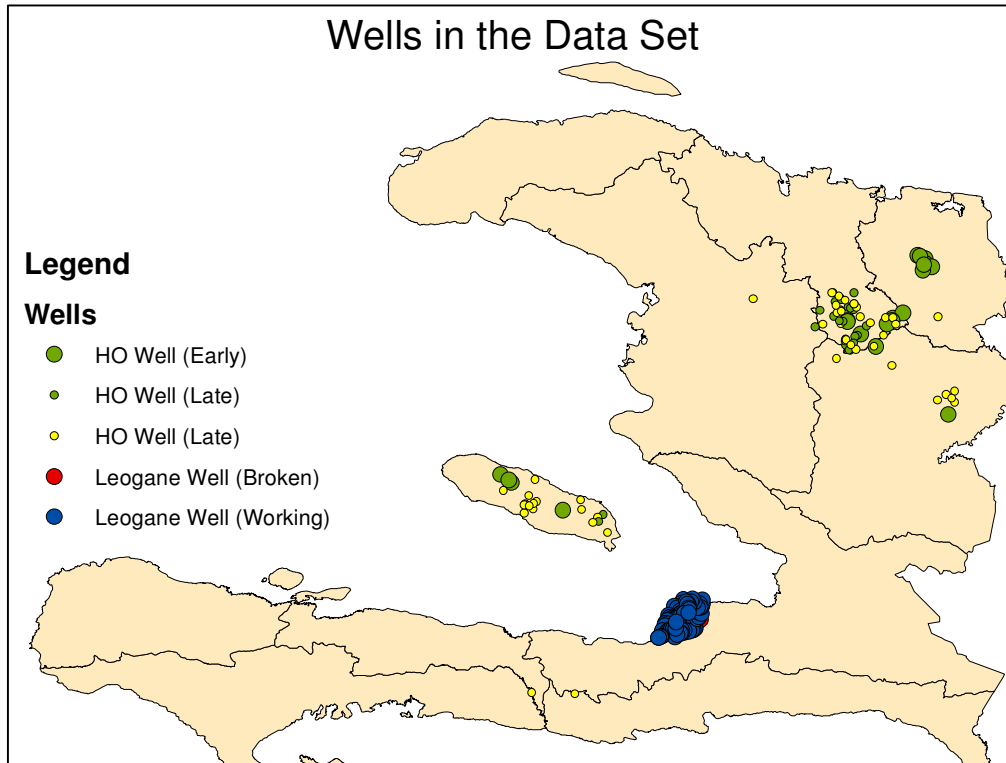 Wells in the Data Set
Legend
Wells
HO Well (Early)
HO Well (Late)
HO Well (Late)
Leogane Well (Broken)
Leogane Well (Working)